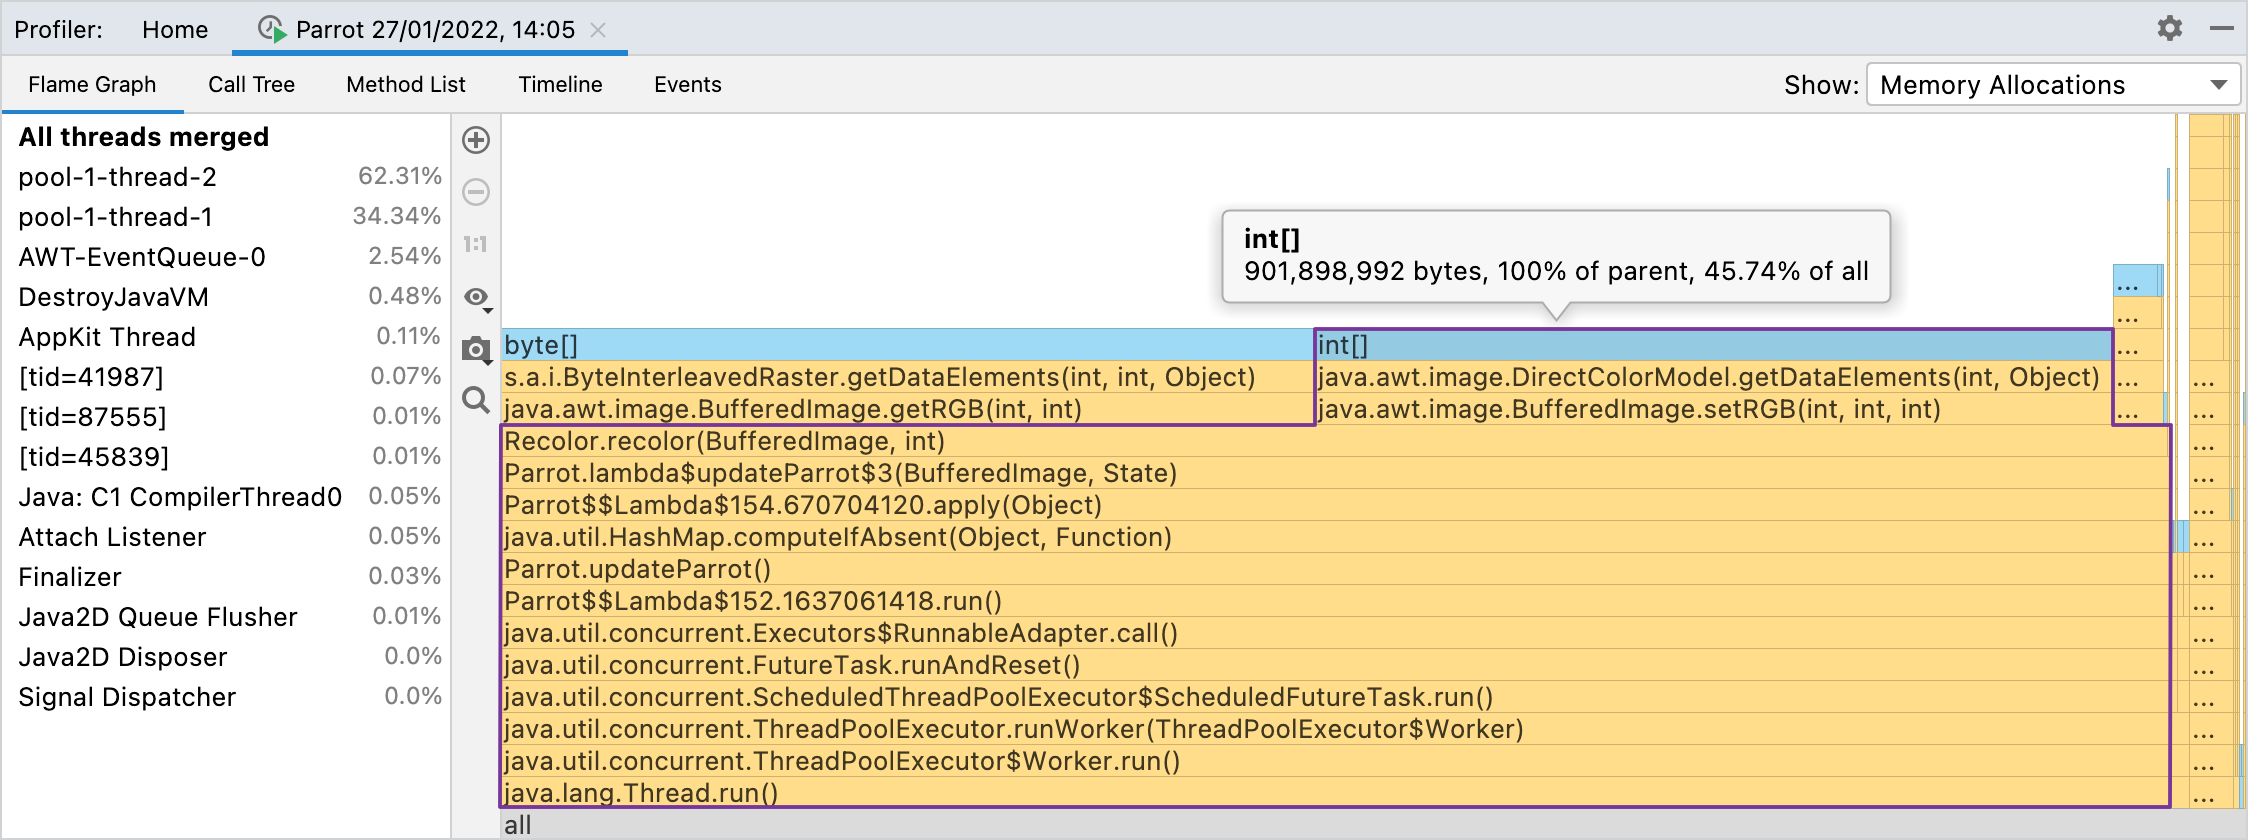 Profiler: Home Parrot 27/01/2022, 14:05
Flame Graph Call Tree Method List Timeline Events Show: Memory Allocations
All threads merged
pool-1-thread-2 62.31%
pool-1-thread-1 34.34%
AWT-EventQueue-0 2.54%
DestroyJavaVM 0.48%
AppKit Thread 0.11%
[tid=41987] 0.07%
[tid=87555] 0.01%
[tid=45839] 0.01%
Java: C1 CompilerThread0 0.05%
Attach Listener 0.05%
Finalizer 0.03%
Java2D Queue Flusher 0.01%
Java2D Disposer 0.0%
Signal Dispatcher 0.0%
1:1
int[]
901,898,992 bytes, 100% of parent, 45.74% of all
...
...
byte[] int[] ...
s.a.i.ByteInterleavedRaster.getDataElements(int, int, Object) java.awt.image.DirectColorModel.getDataElements(int, Object) ... ...
java.awt.image.BufferedImage.getRGB(int, int) java.awt.image.BufferedImage.setRGB(int, int, int) ... ...
Recolor.recolor(BufferedImage, int) ...
Parrot.lambda$updateParrot$3(BufferedImage, State) ...
Parrot$$Lambda$154.670704120.apply(Object) ...
java.util.HashMap.computeIfAbsent(Object, Function) ...
Parrot.updateParrot() ...
Parrot$$Lambda$152.1637061418.run() ...
java.util.concurrent.Executors$RunnableAdapter.call() ...
java.util.concurrent.FutureTask.runAndReset() ...
java.util.concurrent.ScheduledThreadPoolExecutor$ScheduledFutureTask.run() ...
java.util.concurrent.ThreadPoolExecutor.runWorker(ThreadPoolExecutor$Worker) ...
java.util.concurrent.ThreadPoolExecutor$Worker.run() ...
java.lang.Thread.run() ...
all